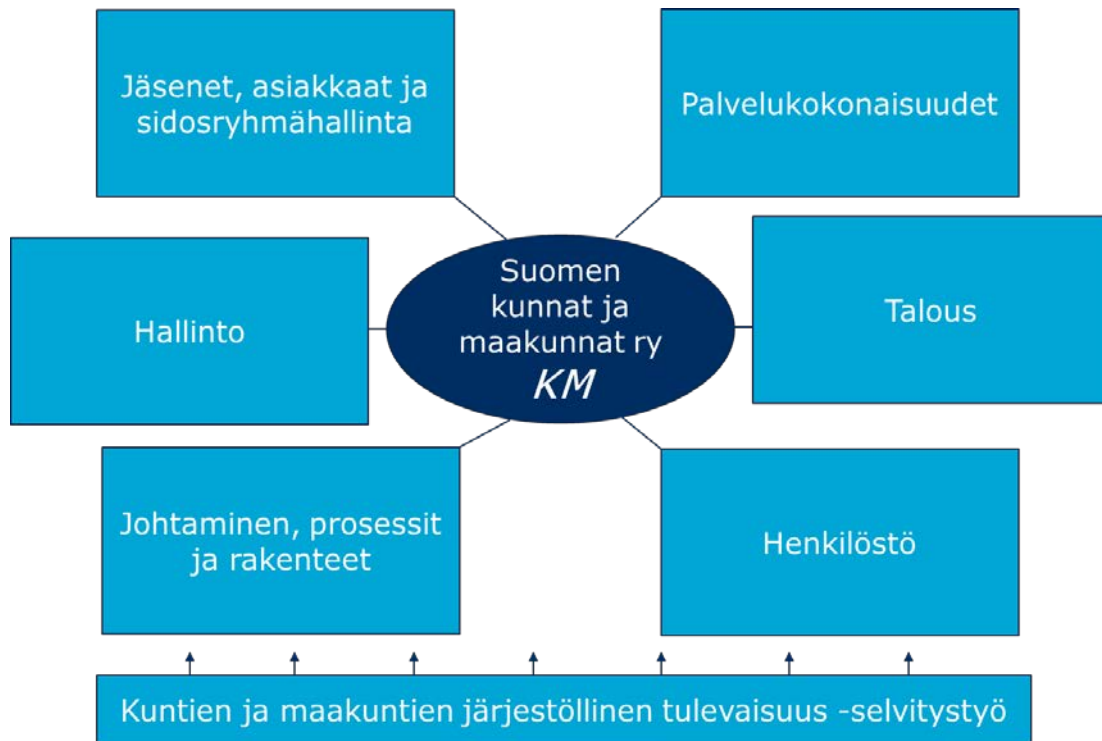 Jäsenet, asiakkaat ja
sidosryhmähallinta
Palvelukokonaisuudet
Hallinto
Suomen
kunnat ja
maakunnat ry
KM
Talous
Johtaminen, prosessit
ja rakenteet
Henkilöstö
Kuntien ja maakuntien järjestöllinen tulevaisuus -selvitystyö